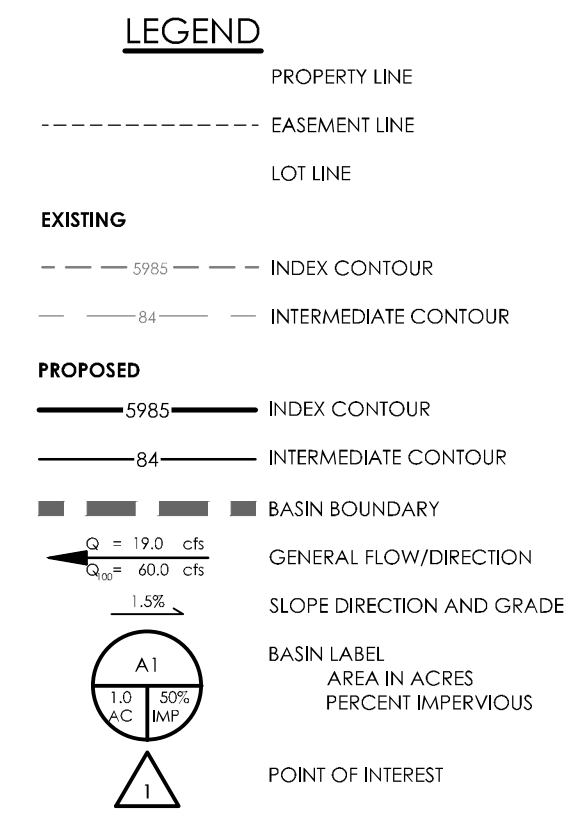 LEGEND
PROPERTY LINE
EASEMENT LINE
LOT LINE
EXISTING
5985 INDEX CONTOUR
84 INTERMEDIATE CONTOUR
PROPOSED
5985 INDEX CONTOUR
84 INTERMEDIATE CONTOUR
BASIN BOUNDARY
Q = 19.0 cfs
Q100= 60.0 cfs
GENERAL FLOW/DIRECTION
1.5% SLOPE DIRECTION AND GRADE
A1
1.0 AC
50% IMP
BASIN LABEL
AREA IN ACRES
PERCENT IMPERVIOUS
1 POINT OF INTEREST